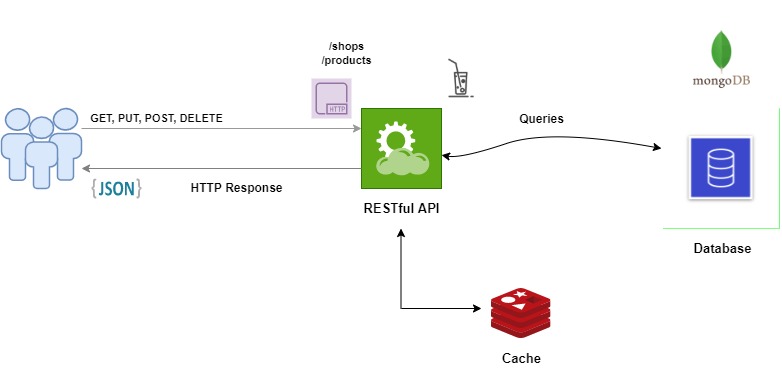 /shops
/products
HTTP
mongoDB
GET, PUT, POST, DELETE
Queries
{JSON}
HTTP Response
RESTful API
Database
Cache